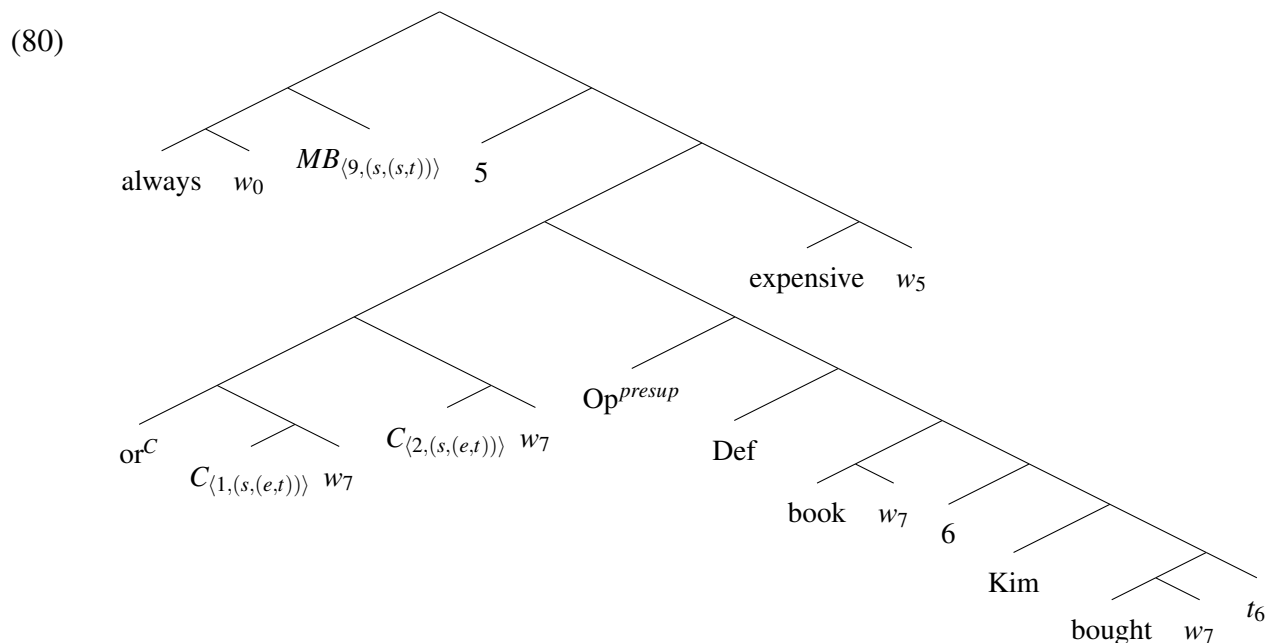 (80)
always w₀ MB⟨9,(s,(s,t))⟩ 5
expensive w₅
orC C⟨1,(s,(e,t))⟩ w₇ C⟨2,(s,(e,t))⟩ w₇
Oppresup
Def
book w₇ 6
Kim
bought w₇ t₆